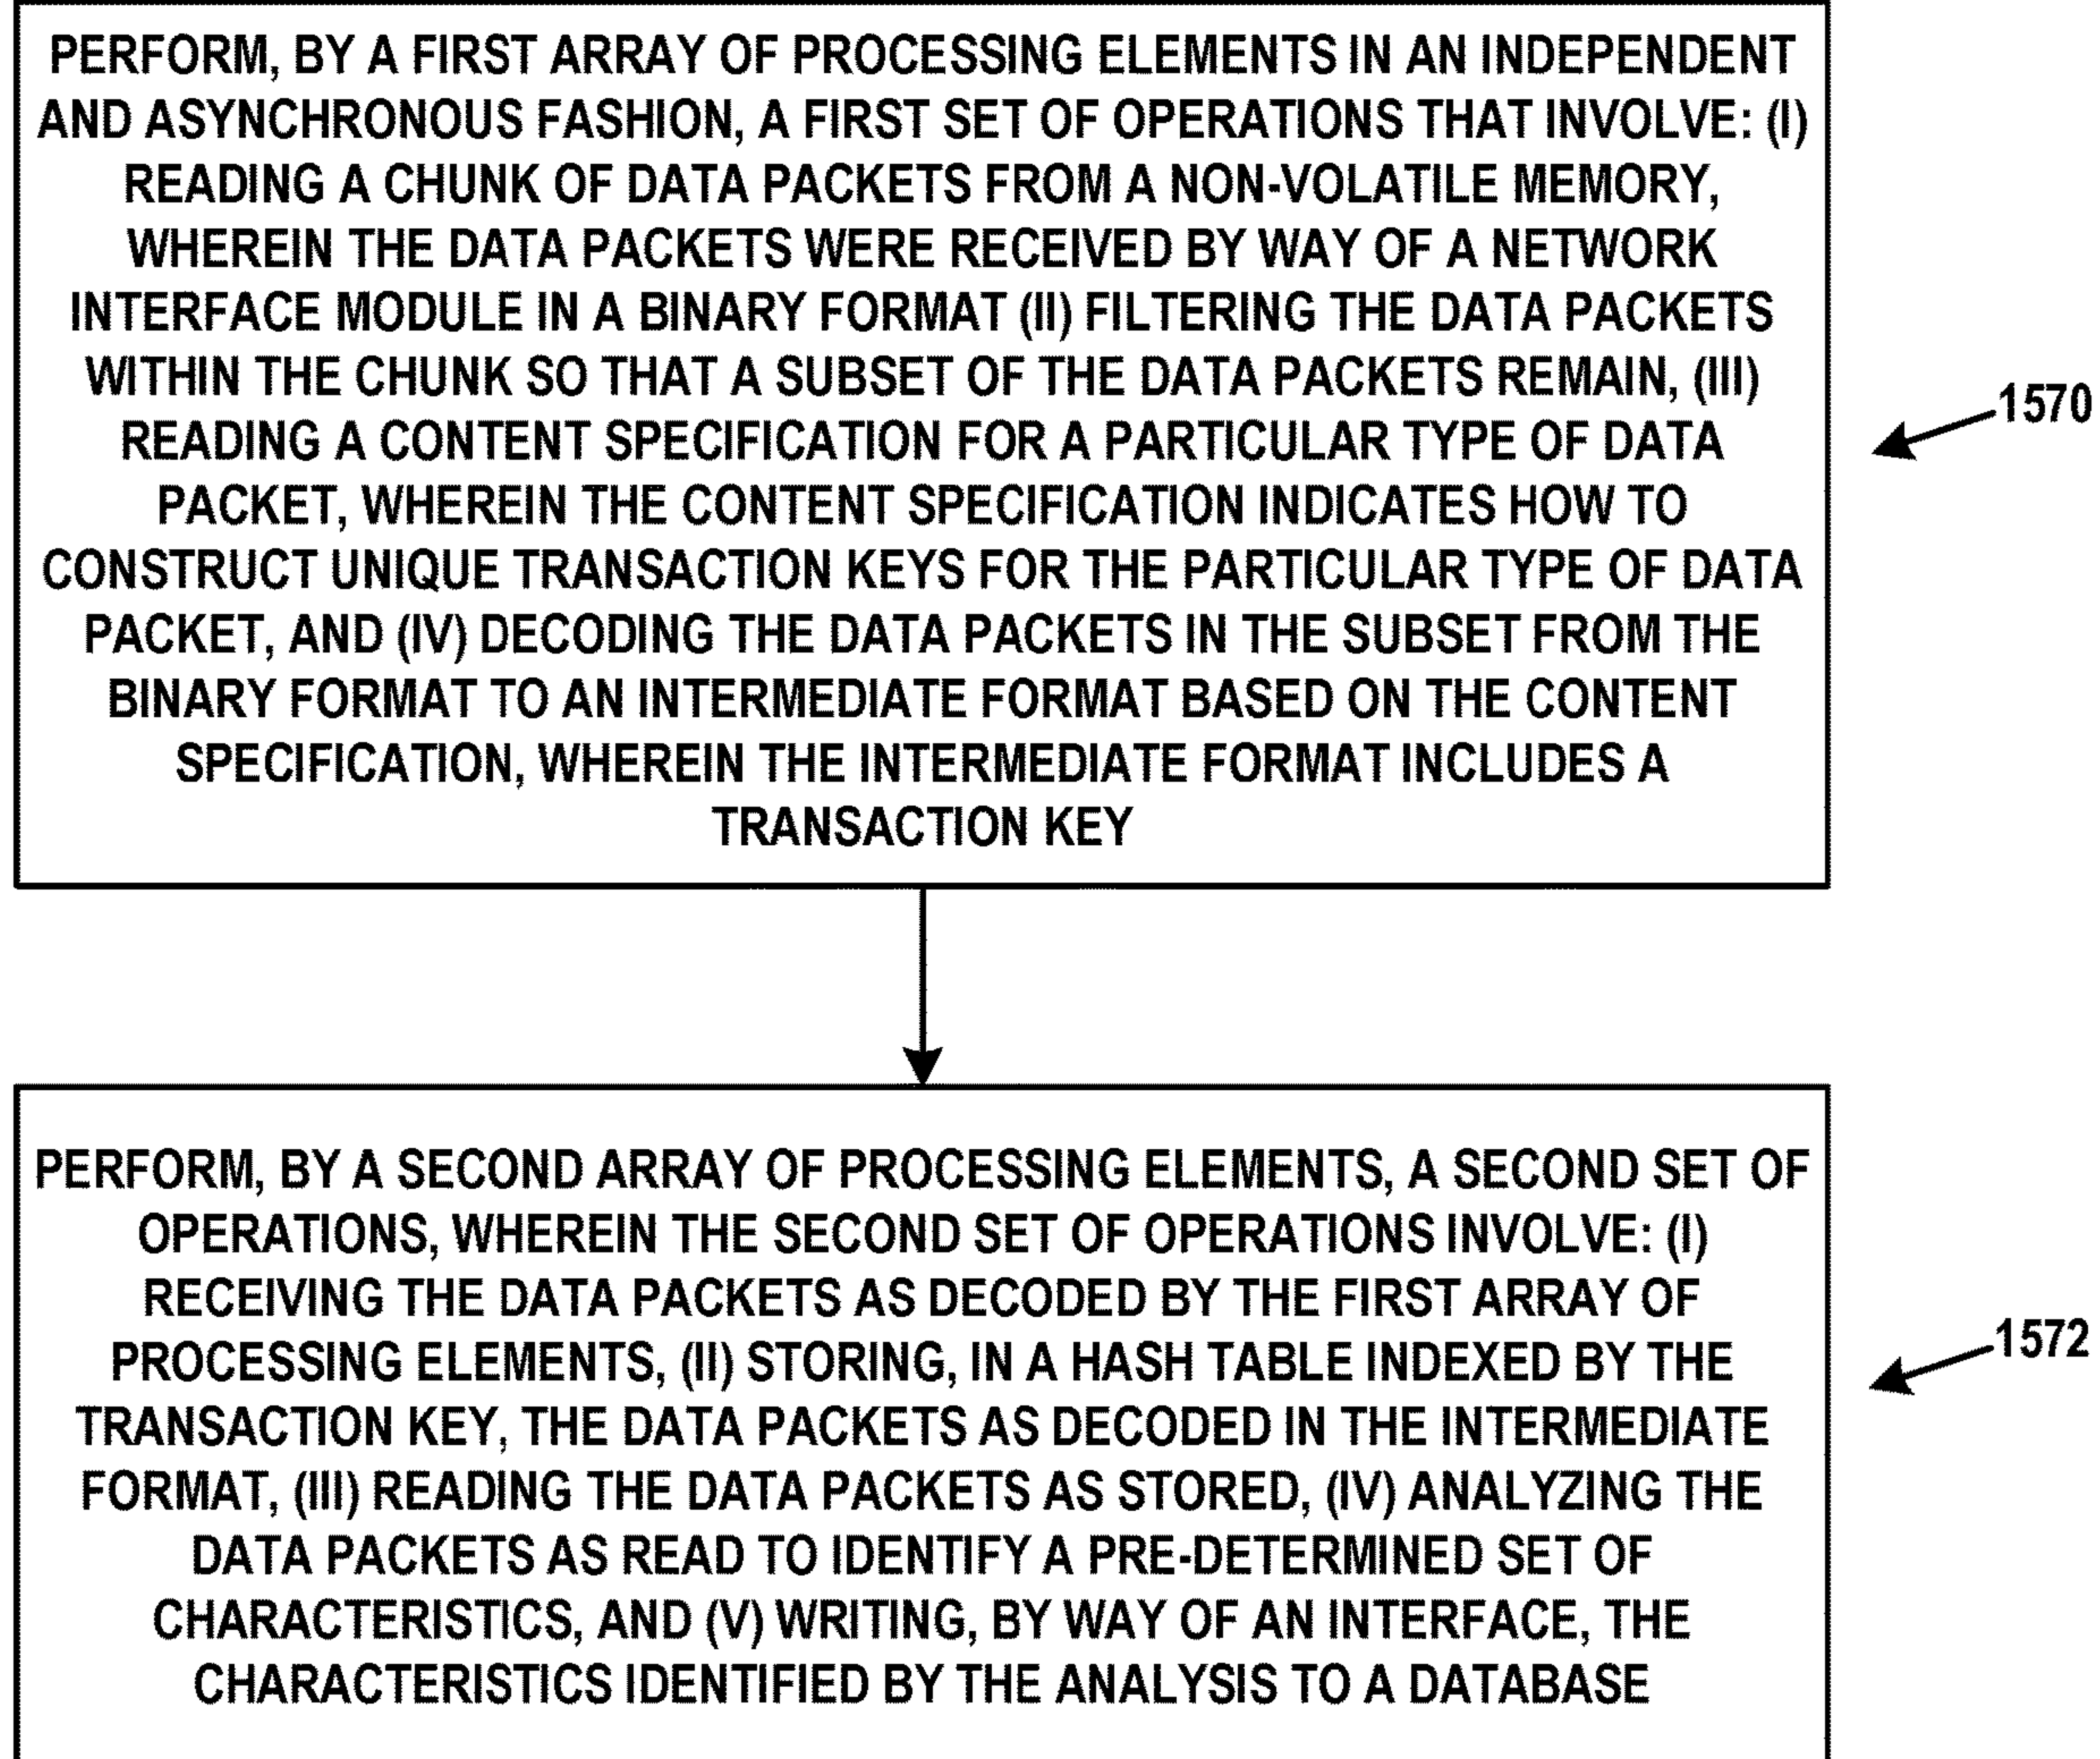 PERFORM, BY A FIRST ARRAY OF PROCESSING ELEMENTS IN AN INDEPENDENT
AND ASYNCHRONOUS FASHION, A FIRST SET OF OPERATIONS THAT INVOLVE: (I)
READING A CHUNK OF DATA PACKETS FROM A NON-VOLATILE MEMORY,
WHEREIN THE DATA PACKETS WERE RECEIVED BY WAY OF A NETWORK
INTERFACE MODULE IN A BINARY FORMAT (II) FILTERING THE DATA PACKETS
WITHIN THE CHUNK SO THAT A SUBSET OF THE DATA PACKETS REMAIN, (III)
READING A CONTENT SPECIFICATION FOR A PARTICULAR TYPE OF DATA
PACKET, WHEREIN THE CONTENT SPECIFICATION INDICATES HOW TO
CONSTRUCT UNIQUE TRANSACTION KEYS FOR THE PARTICULAR TYPE OF DATA
PACKET, AND (IV) DECODING THE DATA PACKETS IN THE SUBSET FROM THE
BINARY FORMAT TO AN INTERMEDIATE FORMAT BASED ON THE CONTENT
SPECIFICATION, WHEREIN THE INTERMEDIATE FORMAT INCLUDES A
TRANSACTION KEY
1570
PERFORM, BY A SECOND ARRAY OF PROCESSING ELEMENTS, A SECOND SET OF
OPERATIONS, WHEREIN THE SECOND SET OF OPERATIONS INVOLVE: (I)
RECEIVING THE DATA PACKETS AS DECODED BY THE FIRST ARRAY OF
PROCESSING ELEMENTS, (II) STORING, IN A HASH TABLE INDEXED BY THE
TRANSACTION KEY, THE DATA PACKETS AS DECODED IN THE INTERMEDIATE
FORMAT, (III) READING THE DATA PACKETS AS STORED, (IV) ANALYZING THE
DATA PACKETS AS READ TO IDENTIFY A PRE-DETERMINED SET OF
CHARACTERISTICS, AND (V) WRITING, BY WAY OF AN INTERFACE, THE
CHARACTERISTICS IDENTIFIED BY THE ANALYSIS TO A DATABASE
1572